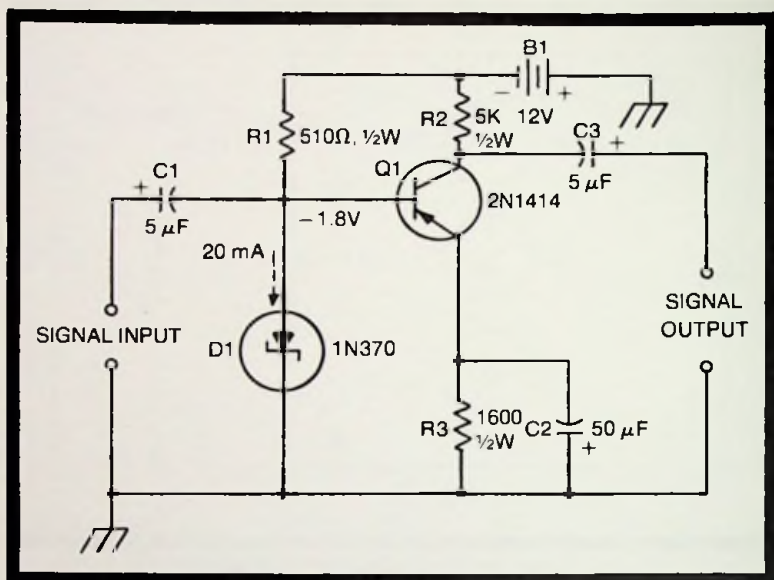 B1
- +
12V
R1 510Ω, ½W
R2 5K
½W
C3
+
5 µF
Q1
2N1414
C1
+
5 µF
–1.8V
20 mA
SIGNAL INPUT
SIGNAL
OUTPUT
D1 1N370
R3 1600
½W
C2 50 µF
+